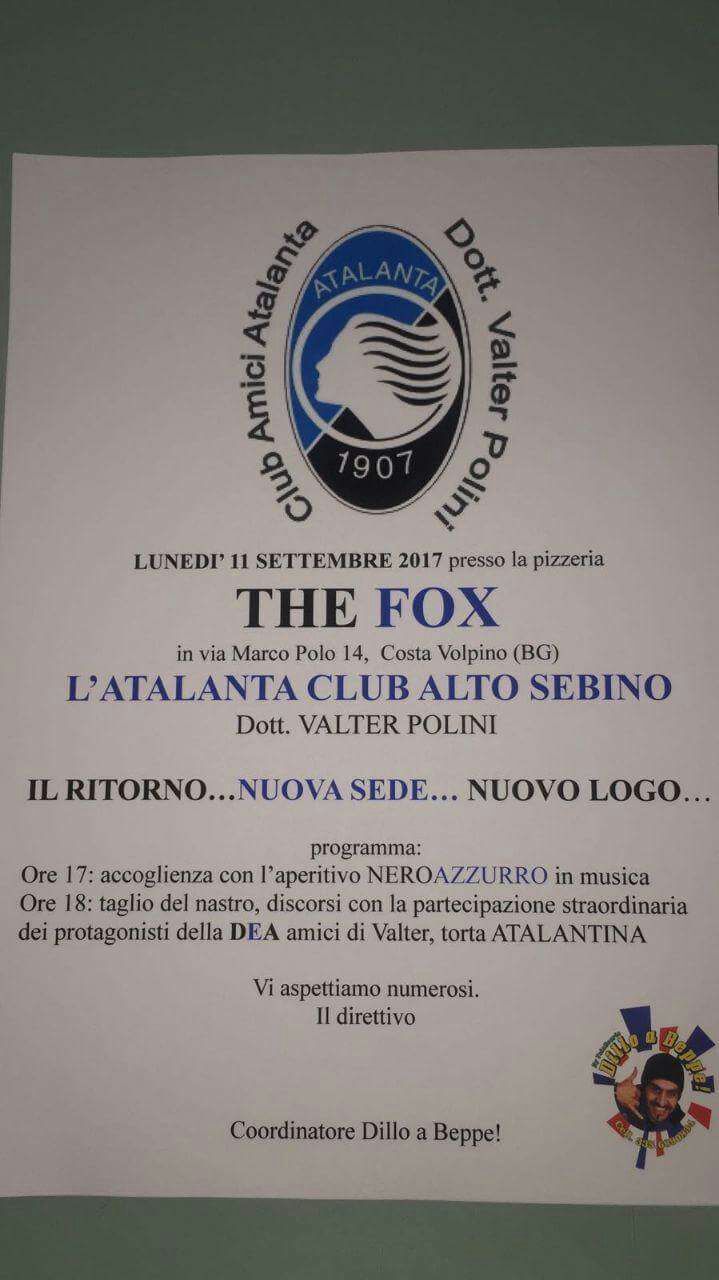 Club Amici Atalanta
Dott. Valter Polini
ATALANTA
1907
LUNEDI’ 11 SETTEMBRE 2017 presso la pizzeria
THE FOX
in via Marco Polo 14, Costa Volpino (BG)
L’ATALANTA CLUB ALTO SEBINO
Dott. VALTER POLINI
IL RITORNO…NUOVA SEDE… NUOVO LOGO…
programma:
Ore 17: accoglienza con l’aperitivo NEROAZZURRO in musica
Ore 18: taglio del nastro, discorsi con la partecipazione straordinaria
dei protagonisti della DEA amici di Valter, torta ATALANTINA
Vi aspettiamo numerosi.
Il direttivo
Dillo a Beppe!
Coordinatore Dillo a Beppe!